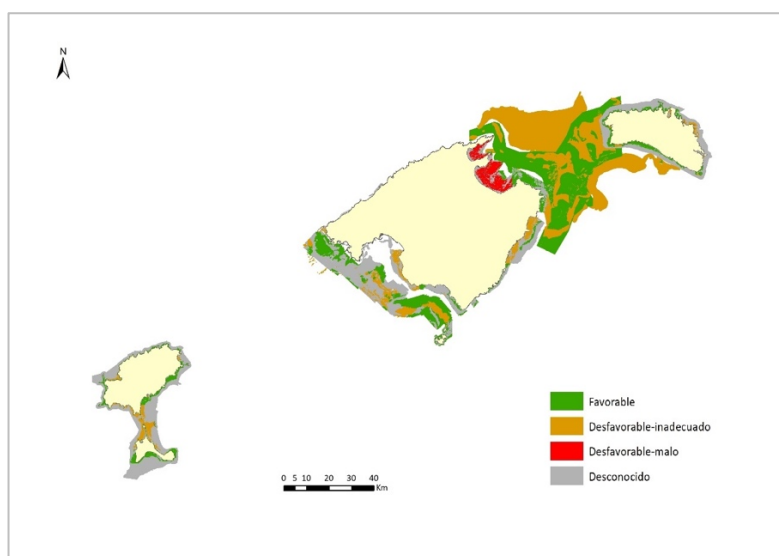 N
Favorable
Desfavorable-inadecuado
Desfavorable-malo
Desconocido
0 5 10 20 30 40
Km